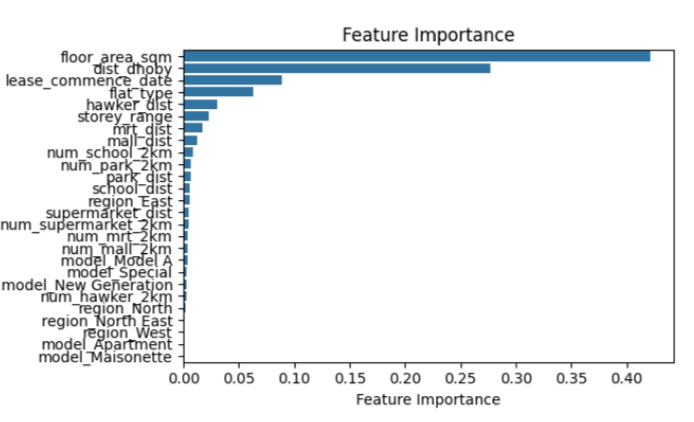 Feature Importance
floor_area_sqm
dist_dhoby
lease_commence_date
flat_type
hawker_dist
storey_range
mrt_dist
mall_dist
num_school_2km
num_park_2km
park_dist
school_dist
region_East
supermarket_dist
num_supermarket_2km
num_mrt_2km
num_mall_2km
model_Model A
model_Special
model_New Generation
num_hawker_2km
region_North
region_North East
region_West
model_Apartment
model_Maisonette
0.00 0.05 0.10 0.15 0.20 0.25 0.30 0.35 0.40
Feature Importance